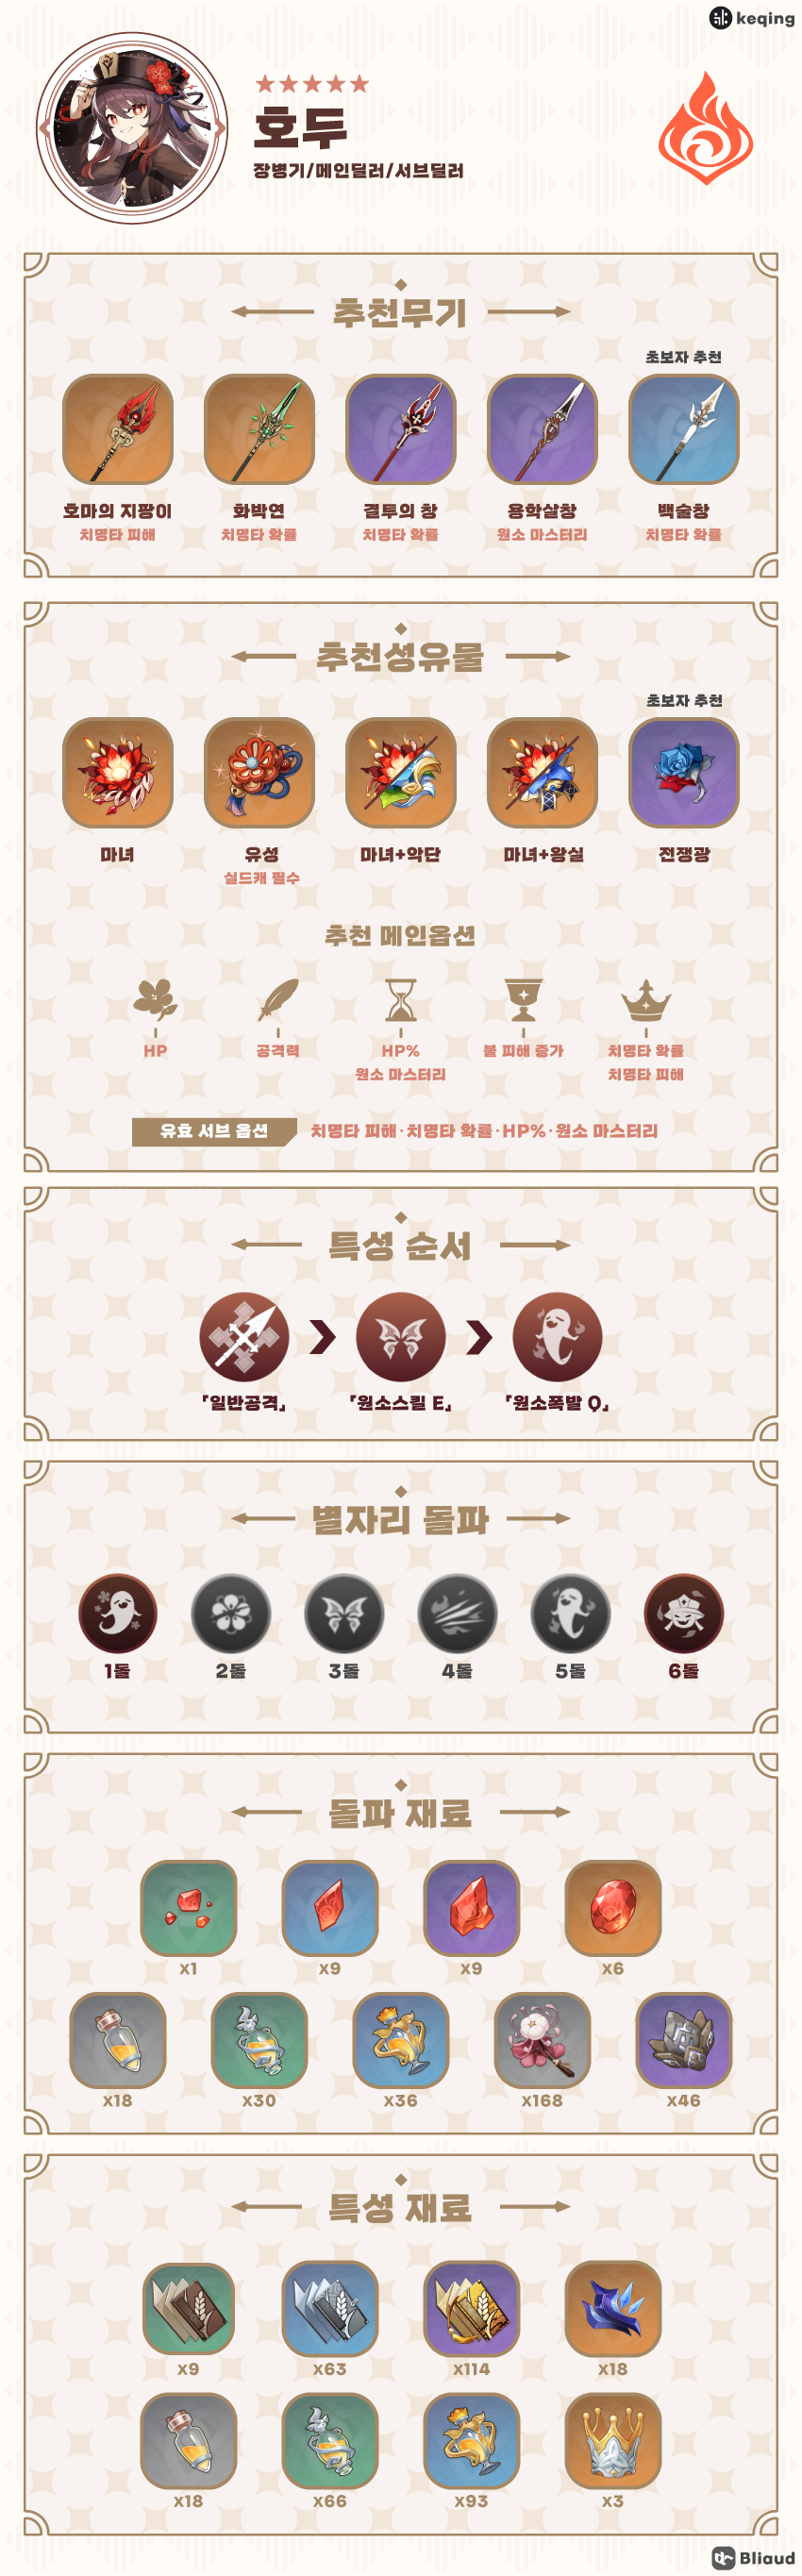 keqing
호두
장병기/메인딜러/서브딜러
추천무기
초보자 추천
호마의 지팡이 화박연 결투의 창 용학살창 백술창
치명타 피해 치명타 확률 치명타 확률 원소 마스터리 치명타 확률
추천성유물
초보자 추천
마녀 유성 마녀+악단 마녀+왕실 전쟁광
실드캐 필수
추천 메인옵션
HP 공격력 HP% 불 피해 증가 치명타 확률
원소 마스터리 치명타 피해
유효 서브 옵션 치명타 피해·치명타 확률·HP%·원소 마스터리
특성 순서
「일반공격」 「원소스킬 E」 「원소폭발 Q」
별자리 돌파
1돌 2돌 3돌 4돌 5돌 6돌
돌파 재료
x1 x9 x9 x6
x18 x30 x36 x168 x46
특성 재료
x9 x63 x114 x18
x18 x66 x93 x3
Bliaud